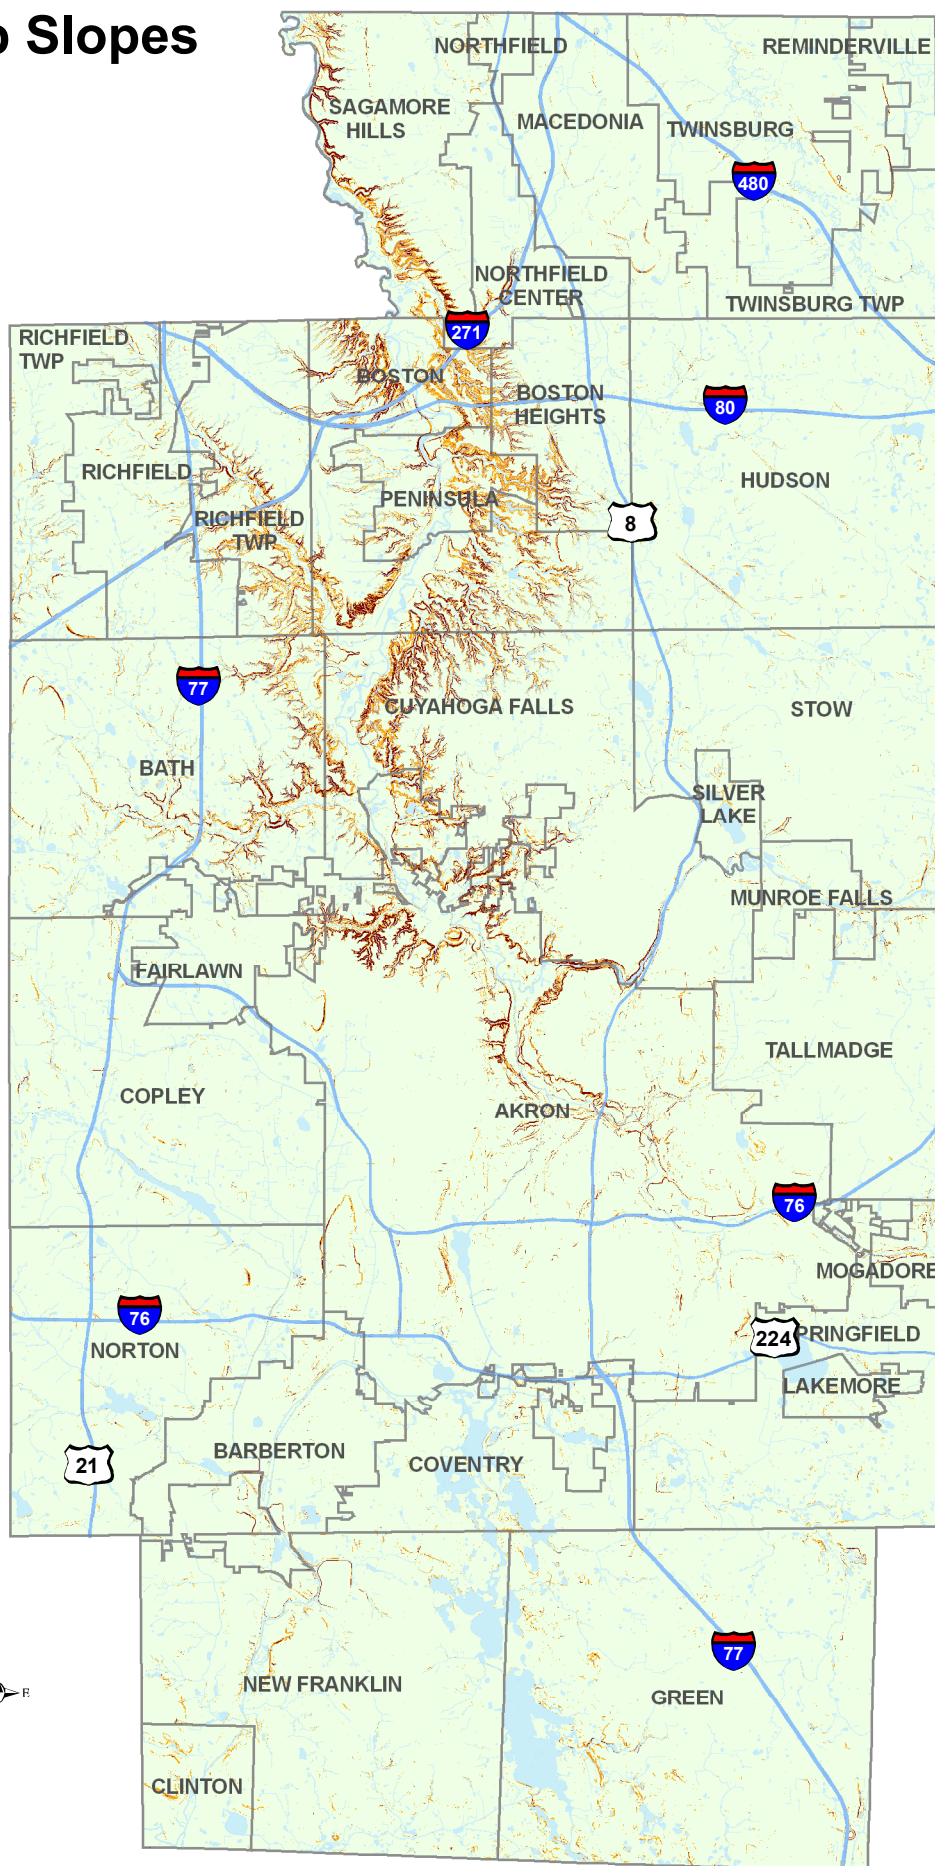 Slopes
NORTHFIELD
REMINDERVILLE
SAGAMORE
HILLS
MACEDONIA
TWINSBURG
480
NORTHFIELD
CENTER
TWINSBURG TWP
RICHFIELD
TWP
271
BOSTON
BOSTON
HEIGHTS
80
RICHFIELD
HUDSON
PENINSULA
RICHFIELD
TWP
8
77
CUYAHOGA FALLS
STOW
BATH
SILVER
LAKE
MUNROE FALLS
FAIRLAWN
TALLMADGE
COPLEY
AKRON
76
MOGADORE
76
NORTON
224
PRINGFIELD
LAKEMORE
BARBERTON
COVENTRY
21
77
E
NEW FRANKLIN
GREEN
CLINTON